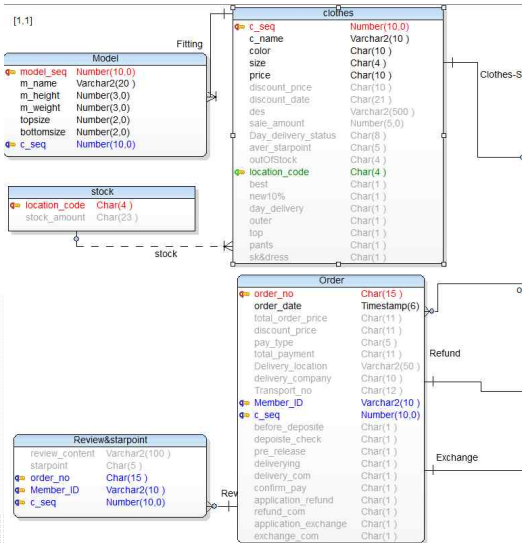 [1,1]
Fitting
Model
model_seq Number(10,0)
m_name Varchar2(20 )
m_height Number(3,0)
m_weight Number(3,0)
topsize Number(2,0)
bottomsize Number(2,0)
c_seq Number(10,0)
clothes
c_seq Number(10,0)
c_name Varchar2(10 )
color Char(10 )
size Char(4 )
price Char(10 )
discount_price Char(10 )
discount_date Char(21 )
des Varchar2(500 )
sale_amount Number(5,0)
Day_delivery_status Char(8 )
aver_starpoint Char(5 )
outOfStock Char(4 )
location_code Char(4 )
best Char(1 )
new10% Char(1 )
day_delivery Char(1 )
outer Char(1 )
top Char(1 )
pants Char(1 )
sk&dress Char(1 )
Clothes-S
stock
location_code Char(4 )
stock_amount Char(23 )
stock
Order
order_no Char(15 )
order_date Timestamp(6)
total_order_price Char(11 )
discount_price Char(11 )
pay_type Char(5 )
total_payment Char(11 )
Delivery_location Varchar2(50 )
delivery_company Char(10 )
Transport_no Char(12 )
Member_ID Varchar2(10 )
c_seq Number(10,0)
before_deposite Char(1 )
depoiste_check Char(1 )
pre_release Char(1 )
deliverying Char(1 )
delivery_com Char(1 )
confirm_pay Char(1 )
application_refund Char(1 )
refund_com Char(1 )
application_exchange Char(1 )
exchange_com Char(1 )
o
Refund
Exchange
Review&starpoint
review_content Varchar2(100 )
starpoint Char(5 )
order_no Char(15 )
Member_ID Varchar2(10 )
c_seq Number(10,0)
Rev